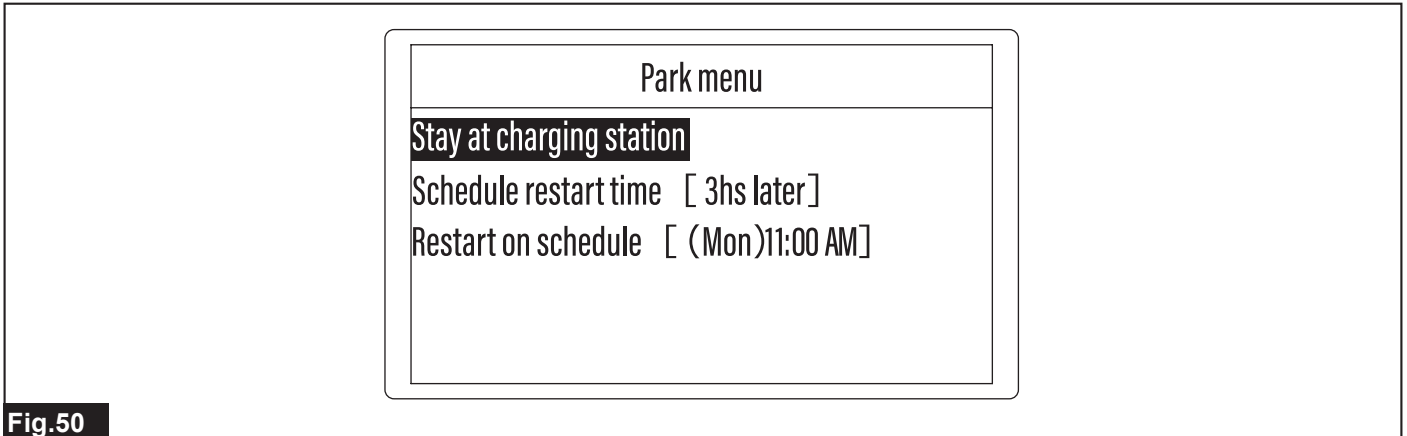 Park menu
Stay at charging station
Schedule restart time [ 3hs later]
Restart on schedule [ (Mon)11:00 AM]
Fig.50